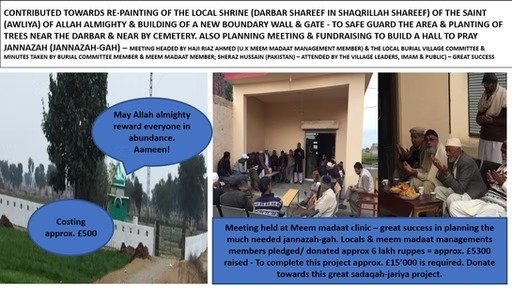 CONTRIBUTED TOWARDS RE-PAINTING OF THE LOCAL SHRINE (DARBAR SHAREEF IN SHAQRILLAH SHAREEF) OF THE SAINT
(AWLIYA) OF ALLAH ALMIGHTY & BUILDING OF A NEW BOUNDARY WALL & GATE - TO SAFE GUARD THE AREA & PLANTING OF
TREES NEAR THE DARBAR & NEAR BY CEMETERY. ALSO PLANNING MEETING & FUNDRAISING TO BUILD A HALL TO PRAY
JANNAZAH (JANNAZAH-GAH) – MEETING HEADED BY HAJI RIAZ AHMED (U.K MEEM MADAAT MANAGEMENT MEMBER) & THE LOCAL BURIAL VILLAGE COMMITTEE &
MINUTES TAKEN BY BURIAL COMMITTEE MEMBER & MEEM MADAAT MEMBER; SHERAZ HUSSAIN (PAKISTAN) – ATTENDED BY THE VILLAGE LEADERS, IMAM & PUBLIC) – GREAT SUCCESS
May Allah almighty
reward everyone in
abundance.
Aameen!
Costing
approx. £500
Meeting held at Meem madaat clinic – great success in planning the
much needed jannazah-gah. Locals & meem madaat managements
members pledged/ donated approx 6 lakh ruppes = approx. £5300
raised - To complete this project approx. £15'000 is required. Donate
towards this great sadaqah-jariya project.